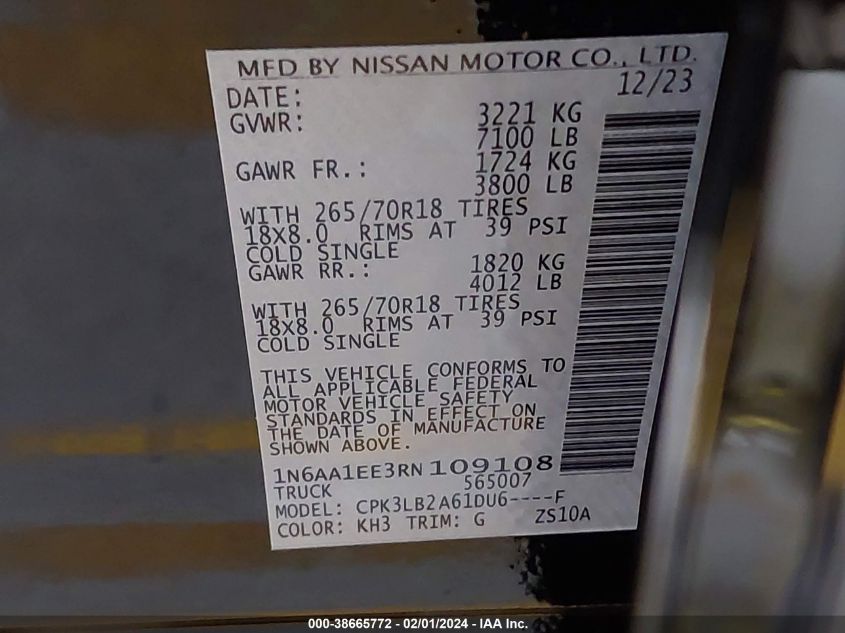 MFD BY NISSAN MOTOR CO., LTD.
DATE: 12/23
GVWR: 3221 KG
7100 LB
GAWR FR.: 1724 KG
3800 LB
WITH 265/70R18 TIRES
18X8.0 RIMS AT 39 PSI
COLD SINGLE
GAWR RR.: 1820 KG
4012 LB
WITH 265/70R18 TIRES
18X8.0 RIMS AT 39 PSI
COLD SINGLE
THIS VEHICLE CONFORMS TO
ALL APPLICABLE FEDERAL
MOTOR VEHICLE SAFETY
STANDARDS IN EFFECT ON
THE DATE OF MANUFACTURE
SHOWN ABOVE.
1N6AA1EE3RN109108
TRUCK 565007
MODEL: CPK3LB2A61DU6----F
COLOR: KH3 TRIM: G ZS10A
000-38665772 - 02/01/2024 - IAA Inc.